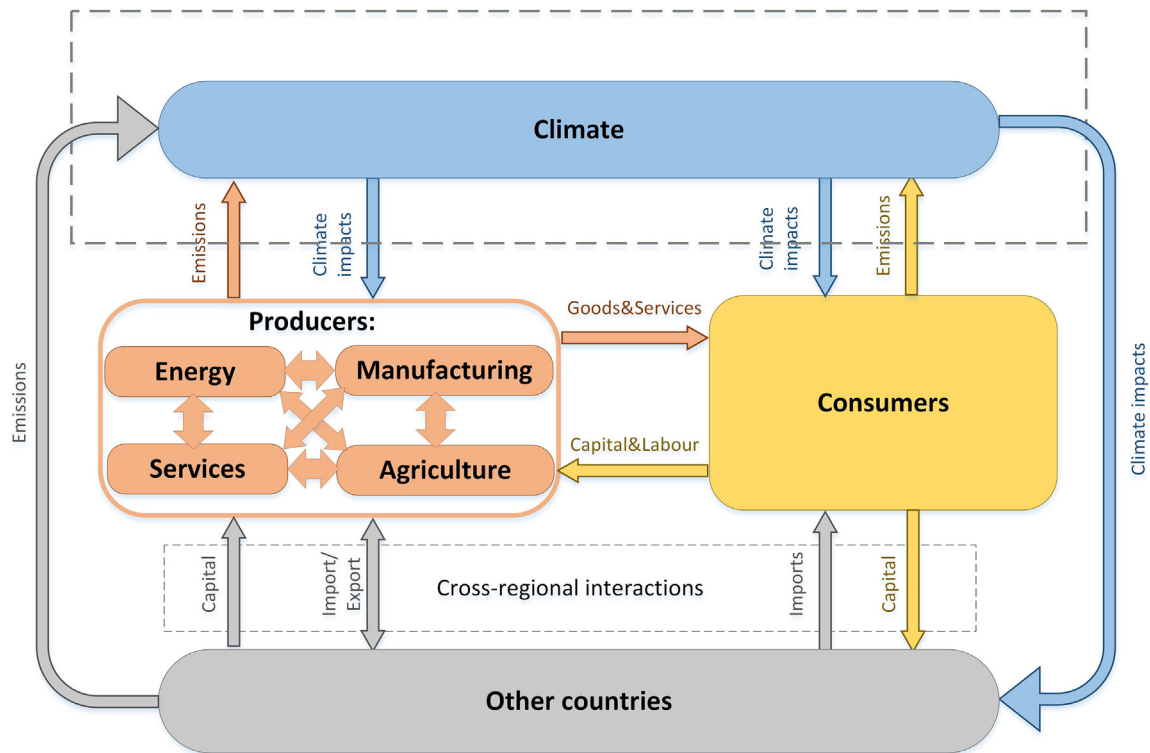 Climate
Emissions
Climate
impacts
Climate
impacts
Emissions
Producers:
Energy
Manufacturing
Services
Agriculture
Goods&Services
Capital&Labour
Consumers
Emissions
Climate impacts
Capital
Import/
Export
Cross-regional interactions
Imports
Capital
Other countries